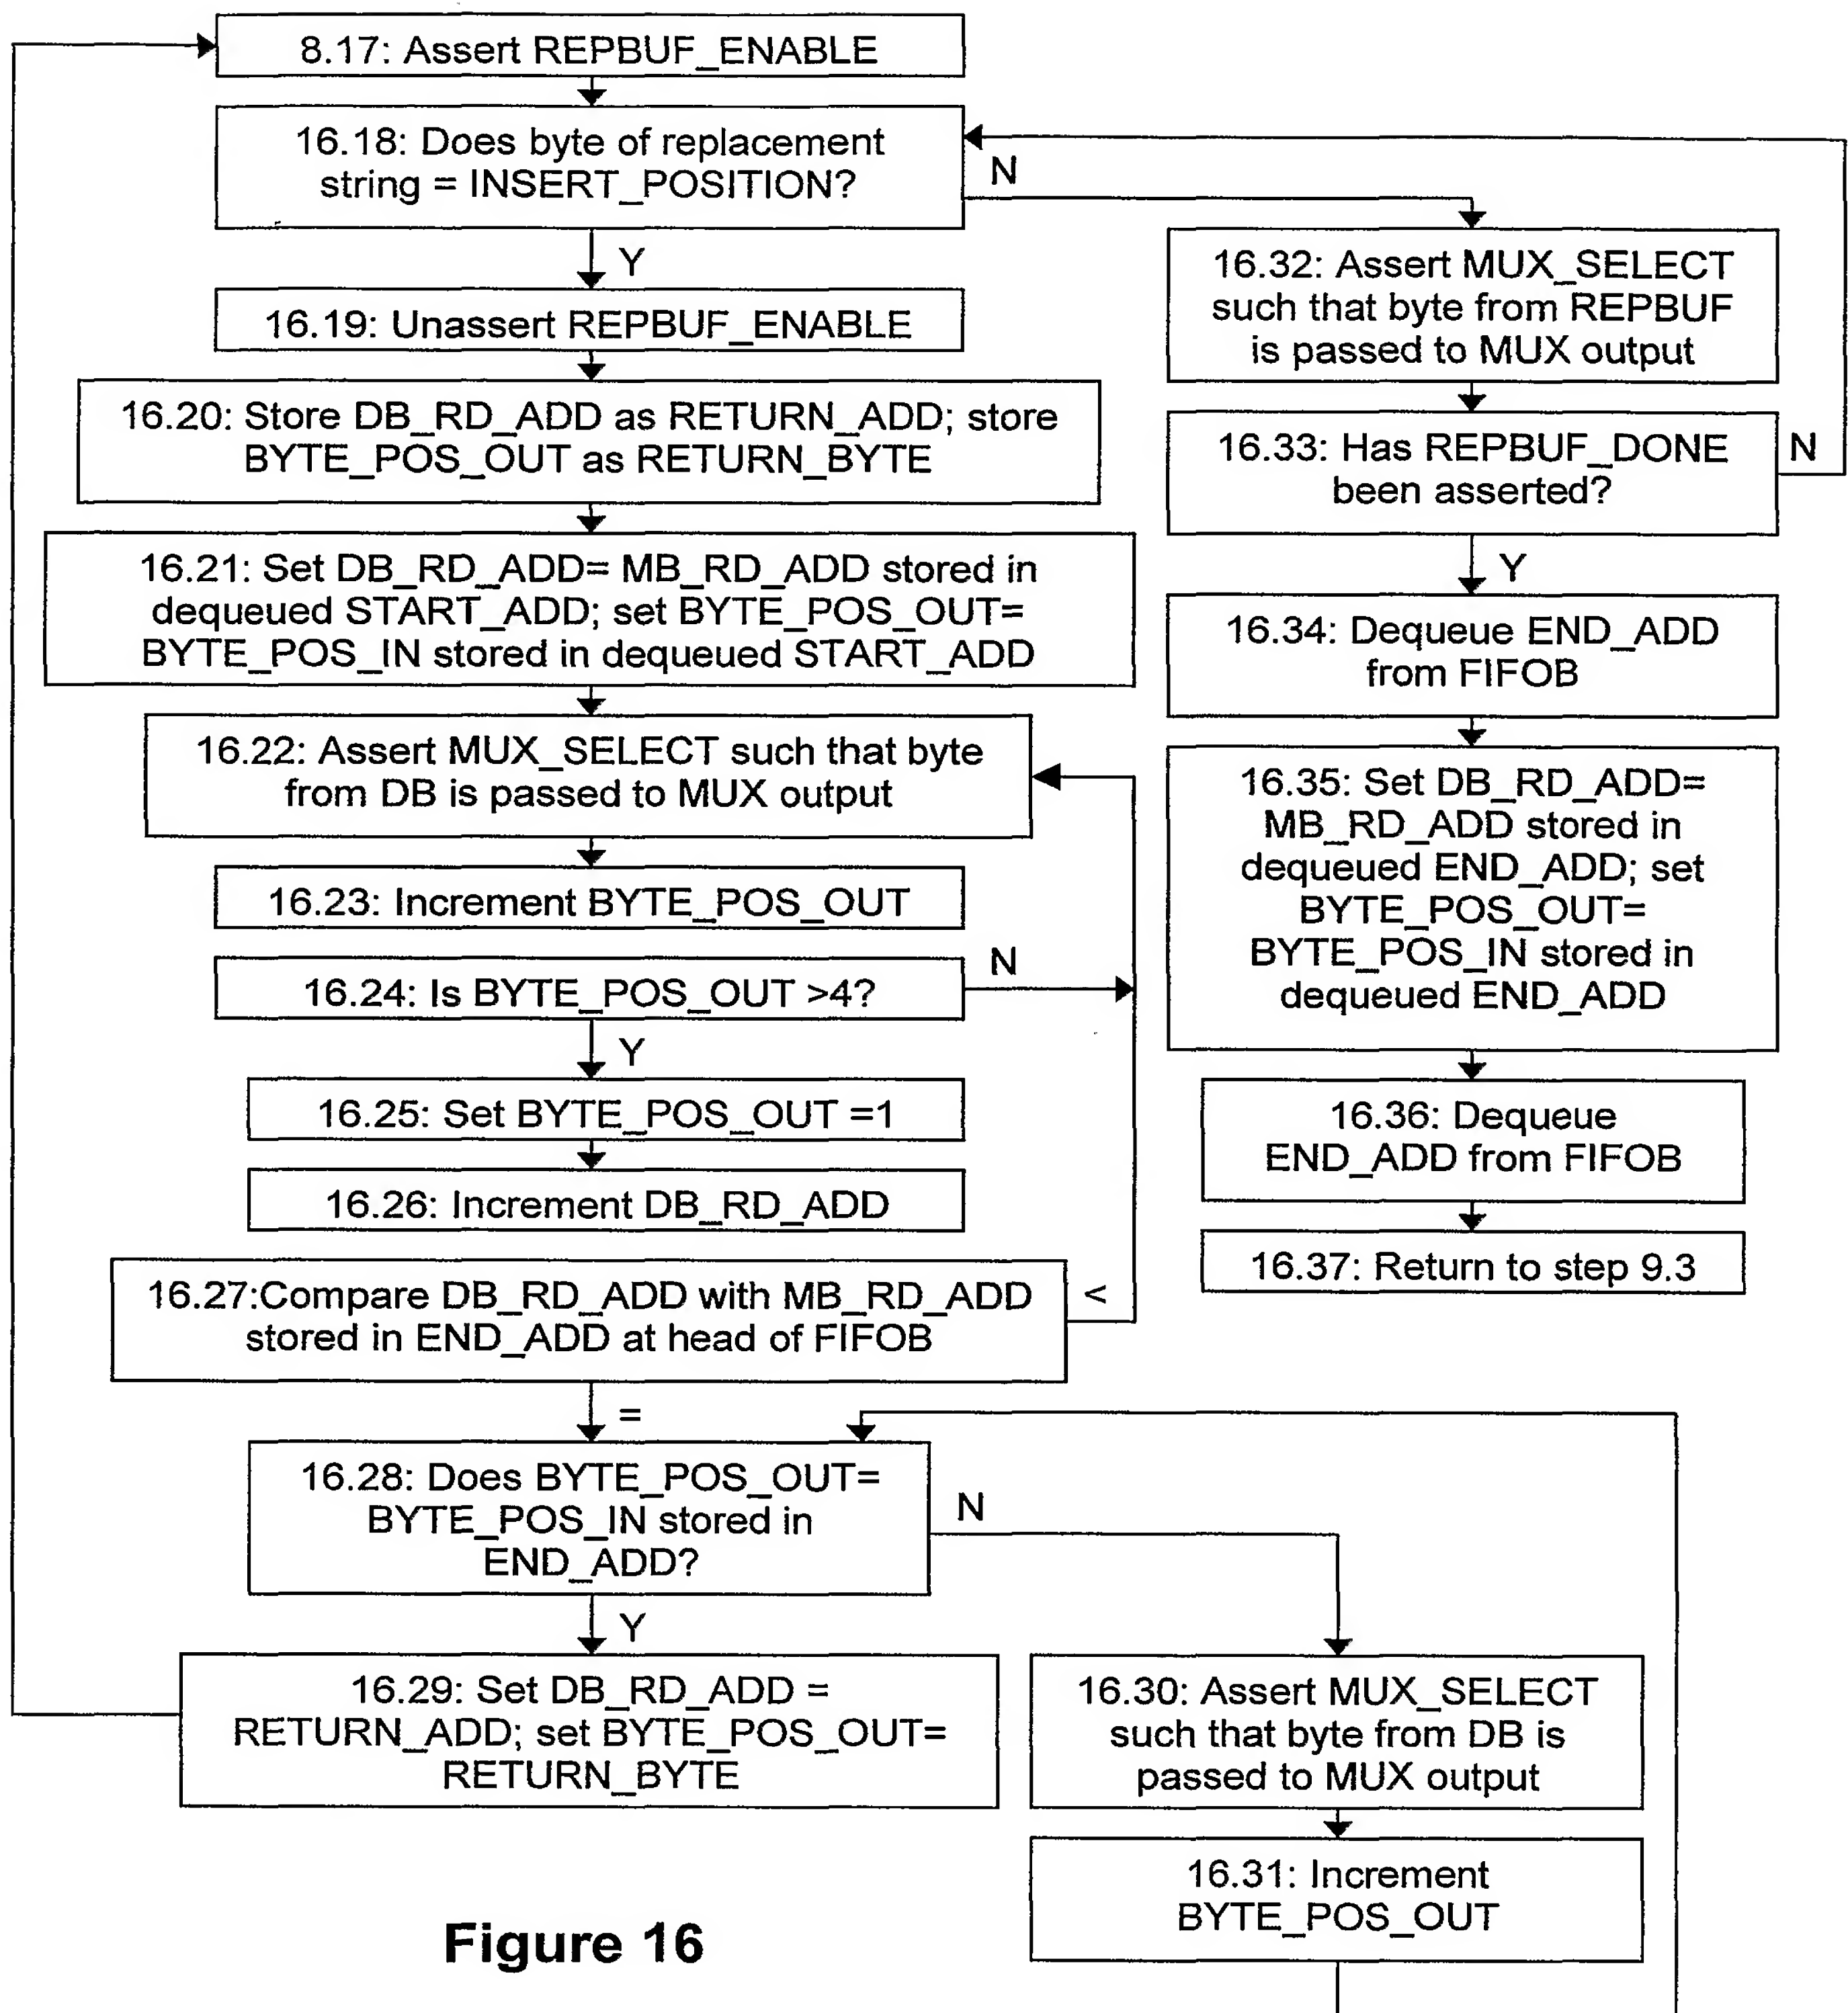 8.17: Assert REPBUF_ENABLE
16.18: Does byte of replacement
string = INSERT_POSITION?
N
Y
16.19: Unassert REPBUF_ENABLE
16.20: Store DB_RD_ADD as RETURN_ADD; store
BYTE_POS_OUT as RETURN_BYTE
16.21: Set DB_RD_ADD= MB_RD_ADD stored in
dequeued START_ADD; set BYTE_POS_OUT=
BYTE_POS_IN stored in dequeued START_ADD
16.22: Assert MUX_SELECT such that byte
from DB is passed to MUX output
16.23: Increment BYTE_POS_OUT
16.24: Is BYTE_POS_OUT >4?
N
Y
16.25: Set BYTE_POS_OUT =1
16.26: Increment DB_RD_ADD
16.27:Compare DB_RD_ADD with MB_RD_ADD
stored in END_ADD at head of FIFOB
<
=
16.28: Does BYTE_POS_OUT=
BYTE_POS_IN stored in
END_ADD?
N
Y
16.29: Set DB_RD_ADD =
RETURN_ADD; set BYTE_POS_OUT=
RETURN_BYTE
16.30: Assert MUX_SELECT
such that byte from DB is
passed to MUX output
16.31: Increment
BYTE_POS_OUT
16.32: Assert MUX_SELECT
such that byte from REPBUF
is passed to MUX output
16.33: Has REPBUF_DONE
been asserted?
N
Y
16.34: Dequeue END_ADD
from FIFOB
16.35: Set DB_RD_ADD=
MB_RD_ADD stored in
dequeued END_ADD; set
BYTE_POS_OUT=
BYTE_POS_IN stored in
dequeued END_ADD
16.36: Dequeue
END_ADD from FIFOB
16.37: Return to step 9.3
Figure 16